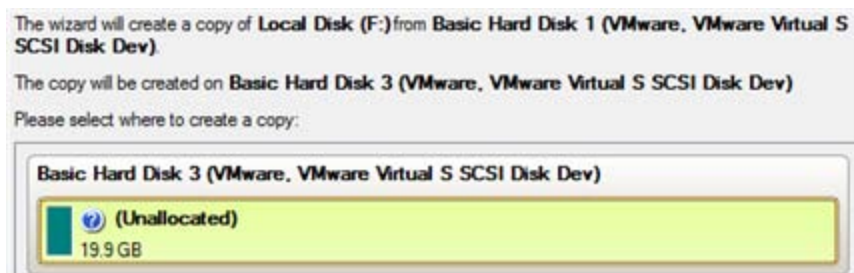 The wizard will create a copy of Local Disk (F:)from Basic Hard Disk 1 (VMware, VMware Virtual S
SCSI Disk Dev).
The copy will be created on Basic Hard Disk 3 (VMware, VMware Virtual S SCSI Disk Dev)
Please select where to create a copy:
Basic Hard Disk 3 (VMware, VMware Virtual S SCSI Disk Dev)
(Unallocated)
19.9 GB